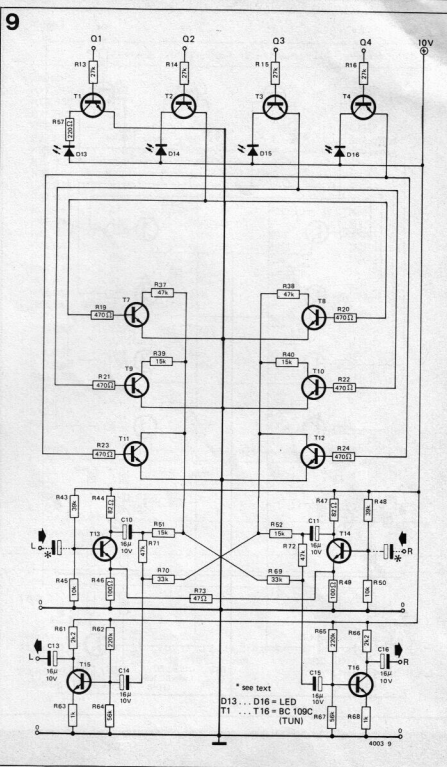 9
Q1 Q2 Q3 Q4 10V
R13 27k R14 27k R15 27k R16 27k
T1 T2 T3 T4
R57 220Ω
D13 D14 D15 D16
R37 47k R38 47k
T7 T8
R19 470Ω R20 470Ω
R39 15k R40 15k
T9 T10
R21 470Ω R22 470Ω
T11 T12
R23 470Ω R24 470Ω
R43 39k R44 82Ω R47 82Ω R48 39k
C10 16µ 10V R51 15k R52 15k C11 16µ 10V
L * T13 R71 47k R72 47k T14 * R
R70 33k R69 33k
R45 10k R46 100Ω R73 47Ω R49 100Ω R50 10k
0 0
R61 2k2 R62 220k R65 220k R66 2k2
L C13 16µ 10V C16 16µ 10V R
T15 C14 16µ 10V C15 16µ 10V T16
R63 1k R64 56k R67 56k R68 1k
* see text
D13 ... D16 = LED
T1 ... T16 = BC 109C
(TUN)
0 0
4003 9